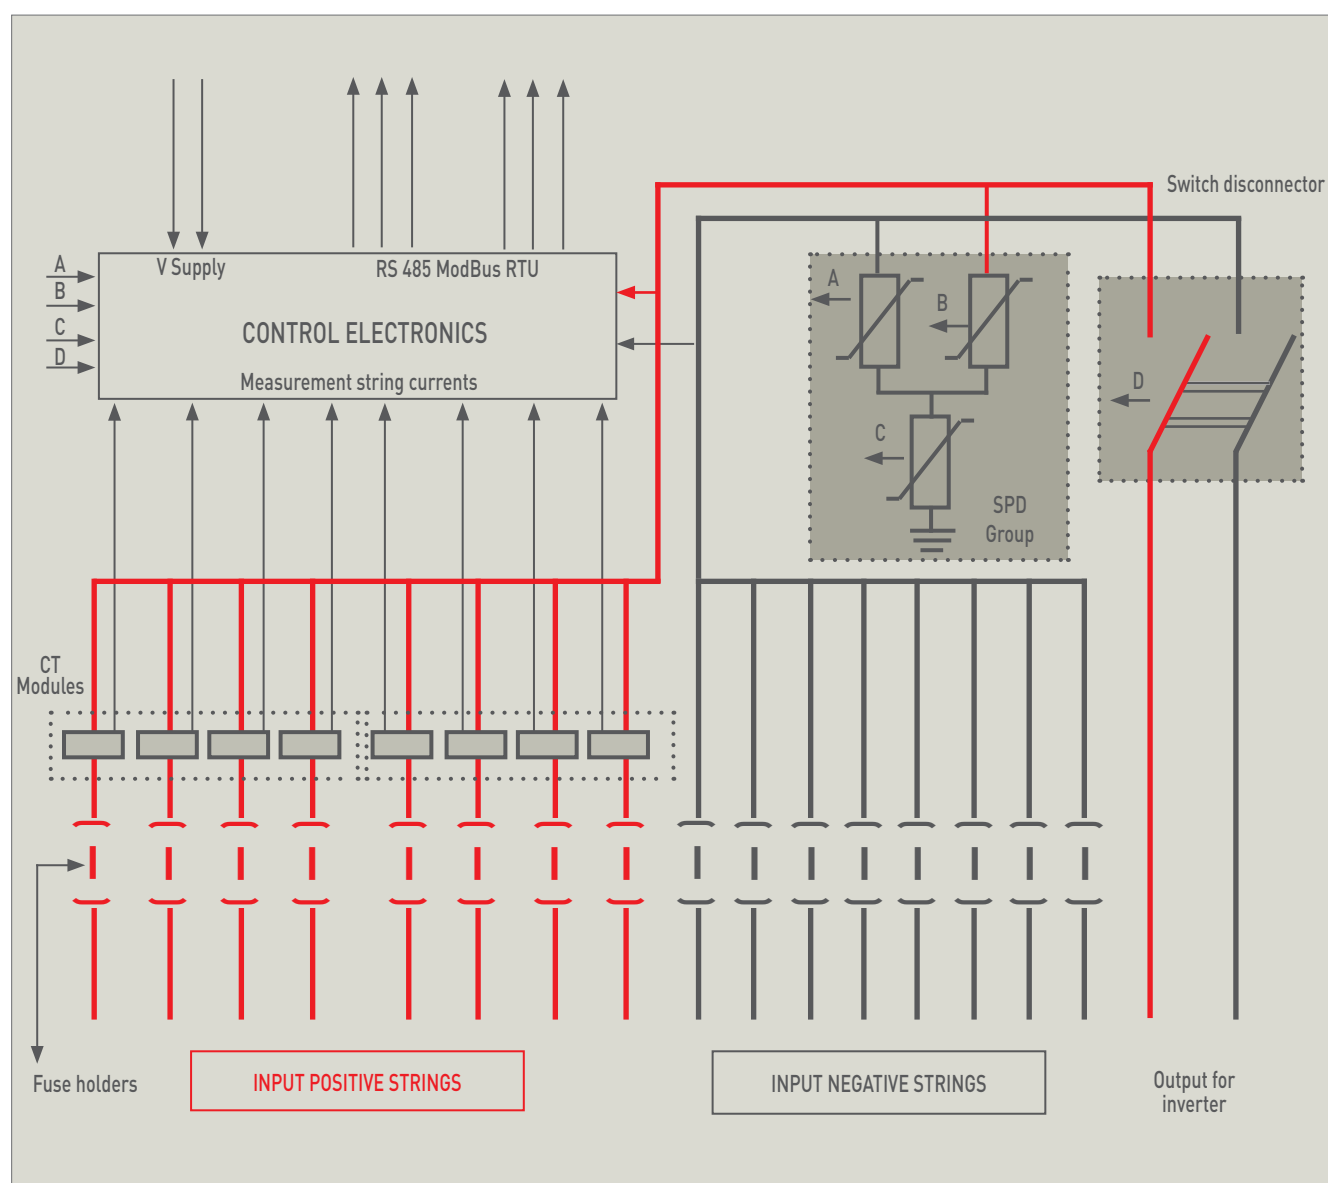 Switch disconnector
V Supply
RS 485 ModBus RTU
A
B
C
D
CONTROL ELECTRONICS
Measurement string currents
A
B
C
D
SPD
Group
CT
Modules
Fuse holders
INPUT POSITIVE STRINGS
INPUT NEGATIVE STRINGS
Output for
inverter